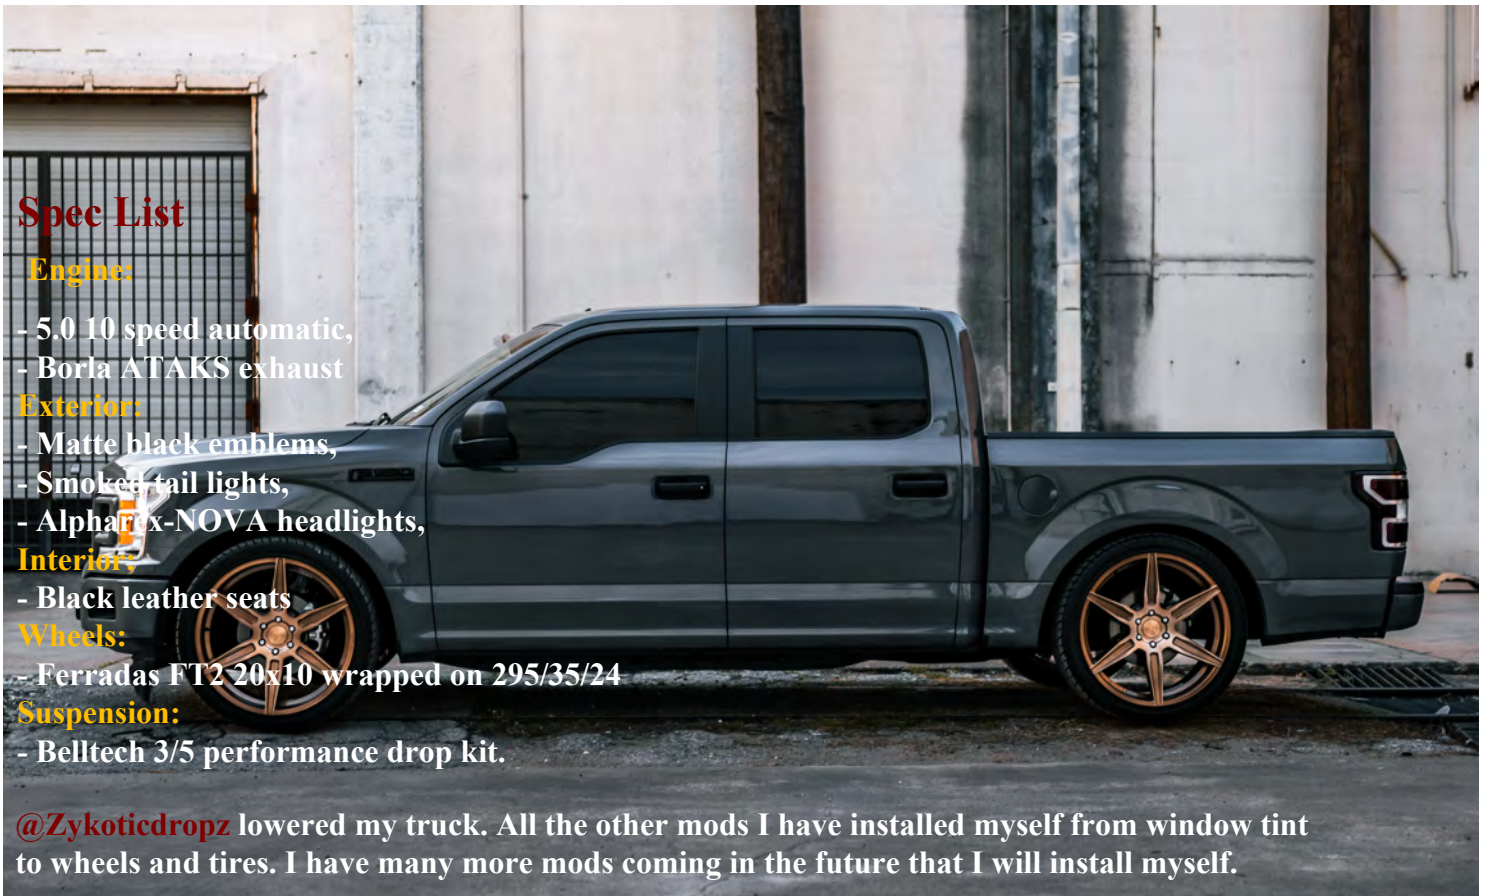 Spec List
Engine:
- 5.0 10 speed automatic,
- Borla ATAKS exhaust
Exterior:
- Matte black emblems,
- Smoked tail lights,
- Alpharex-NOVA headlights,
Interior;
- Black leather seats
Wheels:
- Ferradas FT2 20x10 wrapped on 295/35/24
Suspension:
- Belltech 3/5 performance drop kit.
@Zykoticdropz lowered my truck. All the other mods I have installed myself from window tint
to wheels and tires. I have many more mods coming in the future that I will install myself.